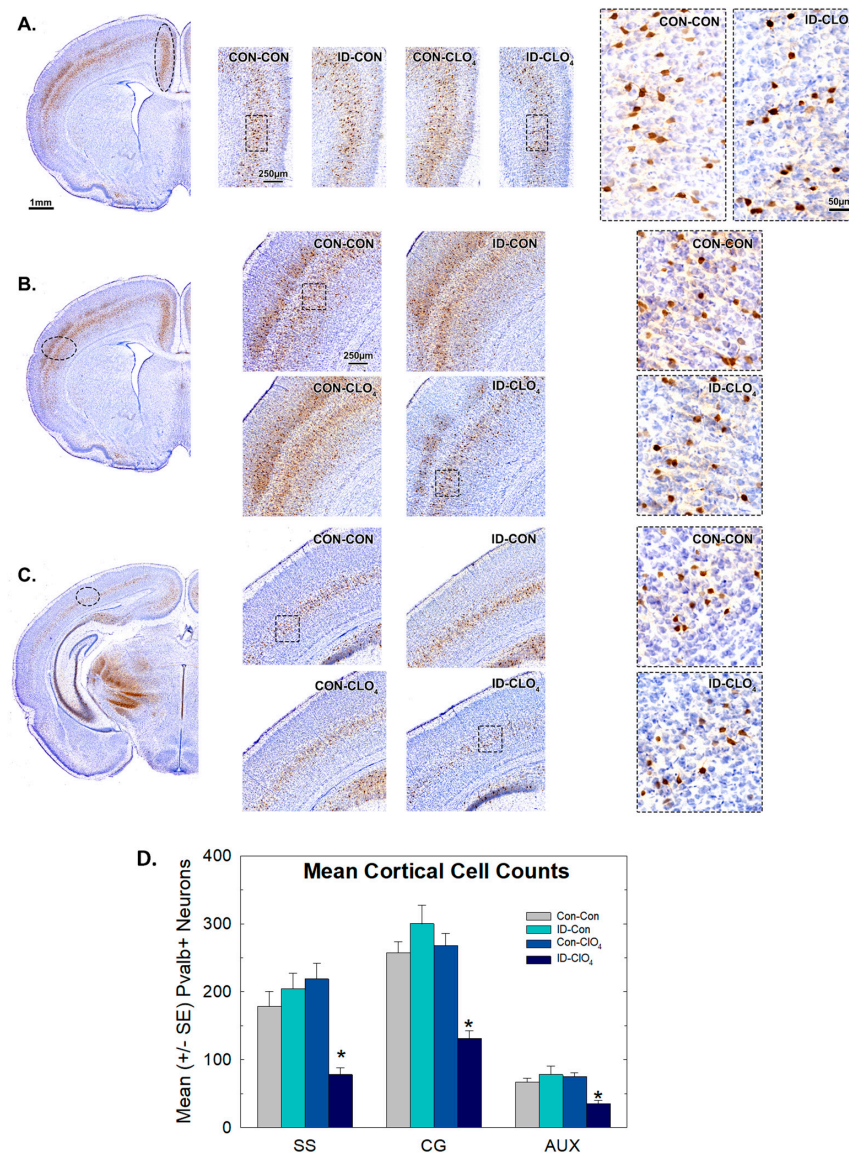 A.
CON-CON
ID-CON
CON-CLO₄
ID-CLO₄
CON-CON
ID-CLO
1mm
250µm
50µm
B.
CON-CON
ID-CON
CON-CON
250µm
CON-CLO₄
ID-CLO₄
ID-CLO₄
C.
CON-CON
ID-CON
CON-CON
CON-CLO₄
ID-CLO₄
ID-CLO₄
D.
Mean Cortical Cell Counts
Mean (+/- SE) Pvalb+ Neurons
400
300
200
100
0
Con-Con
ID-Con
Con-ClO₄
ID-ClO₄
*
*
*
SS
CG
AUX